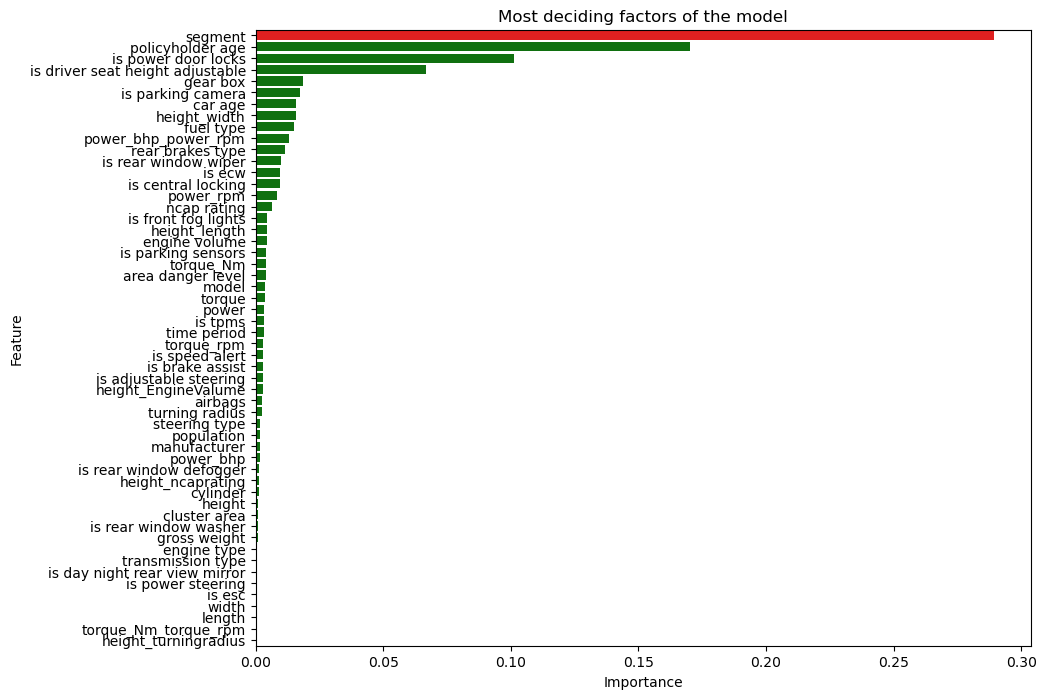 Most deciding factors of the model
segment
policyholder age
is power door locks
is driver seat height adjustable
gear box
is parking camera
car age
height_width
fuel type
power_bhp_power_rpm
rear brakes type
is rear window wiper
is ecw
is central locking
power_rpm
ncap rating
is front fog lights
height_length
engine volume
is parking sensors
torque_Nm
area danger level
model
torque
power
is tpms
time period
torque_rpm
is speed alert
is brake assist
is adjustable steering
height_EngineValume
airbags
turning radius
steering type
population
manufacturer
power_bhp
is rear window defogger
height_ncaprating
cylinder
height
cluster area
is rear window washer
gross weight
engine type
transmission type
is day night rear view mirror
is power steering
is esc
width
length
torque_Nm_torque_rpm
height_turningradius
Feature
0.00 0.05 0.10 0.15 0.20 0.25 0.30
Importance